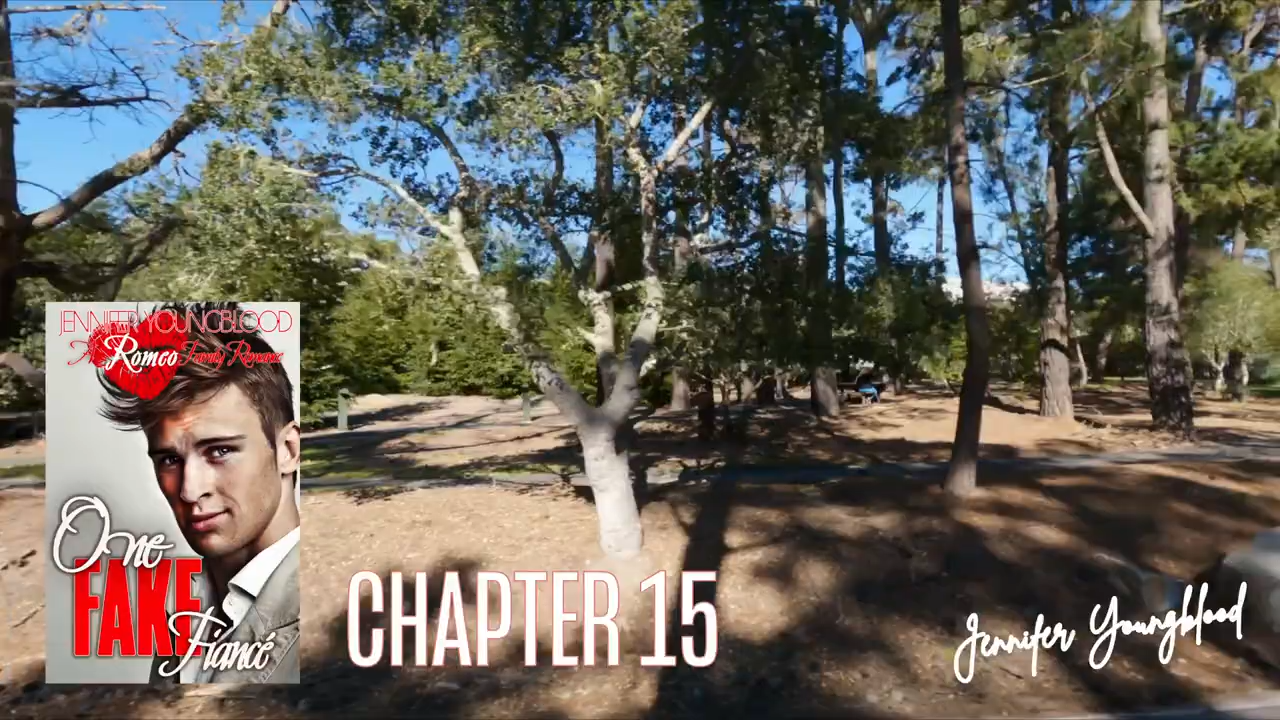 JENNIFER YOUNGBLOOD
A Romeo Family Romance
One
FAKE
Fiancé
CHAPTER 15
Jennifer Youngblood